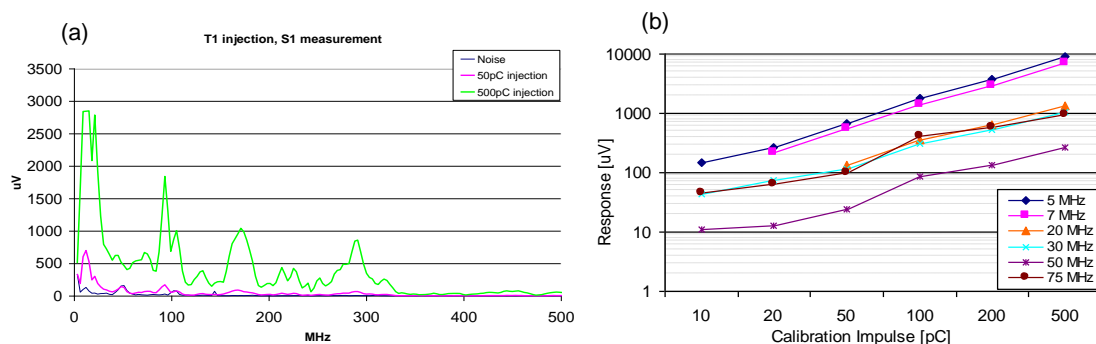 (a)
T1 injection, S1 measurement
Noise
50pC injection
500pC injection
uV
3500
3000
2500
2000
1500
1000
500
0
0 100 200 300 400 500
MHz
(b)
Response [uV]
10000
1000
100
10
1
5 MHz
7 MHz
20 MHz
30 MHz
50 MHz
75 MHz
10 20 50 100 200 500
Calibration Impulse [pC]